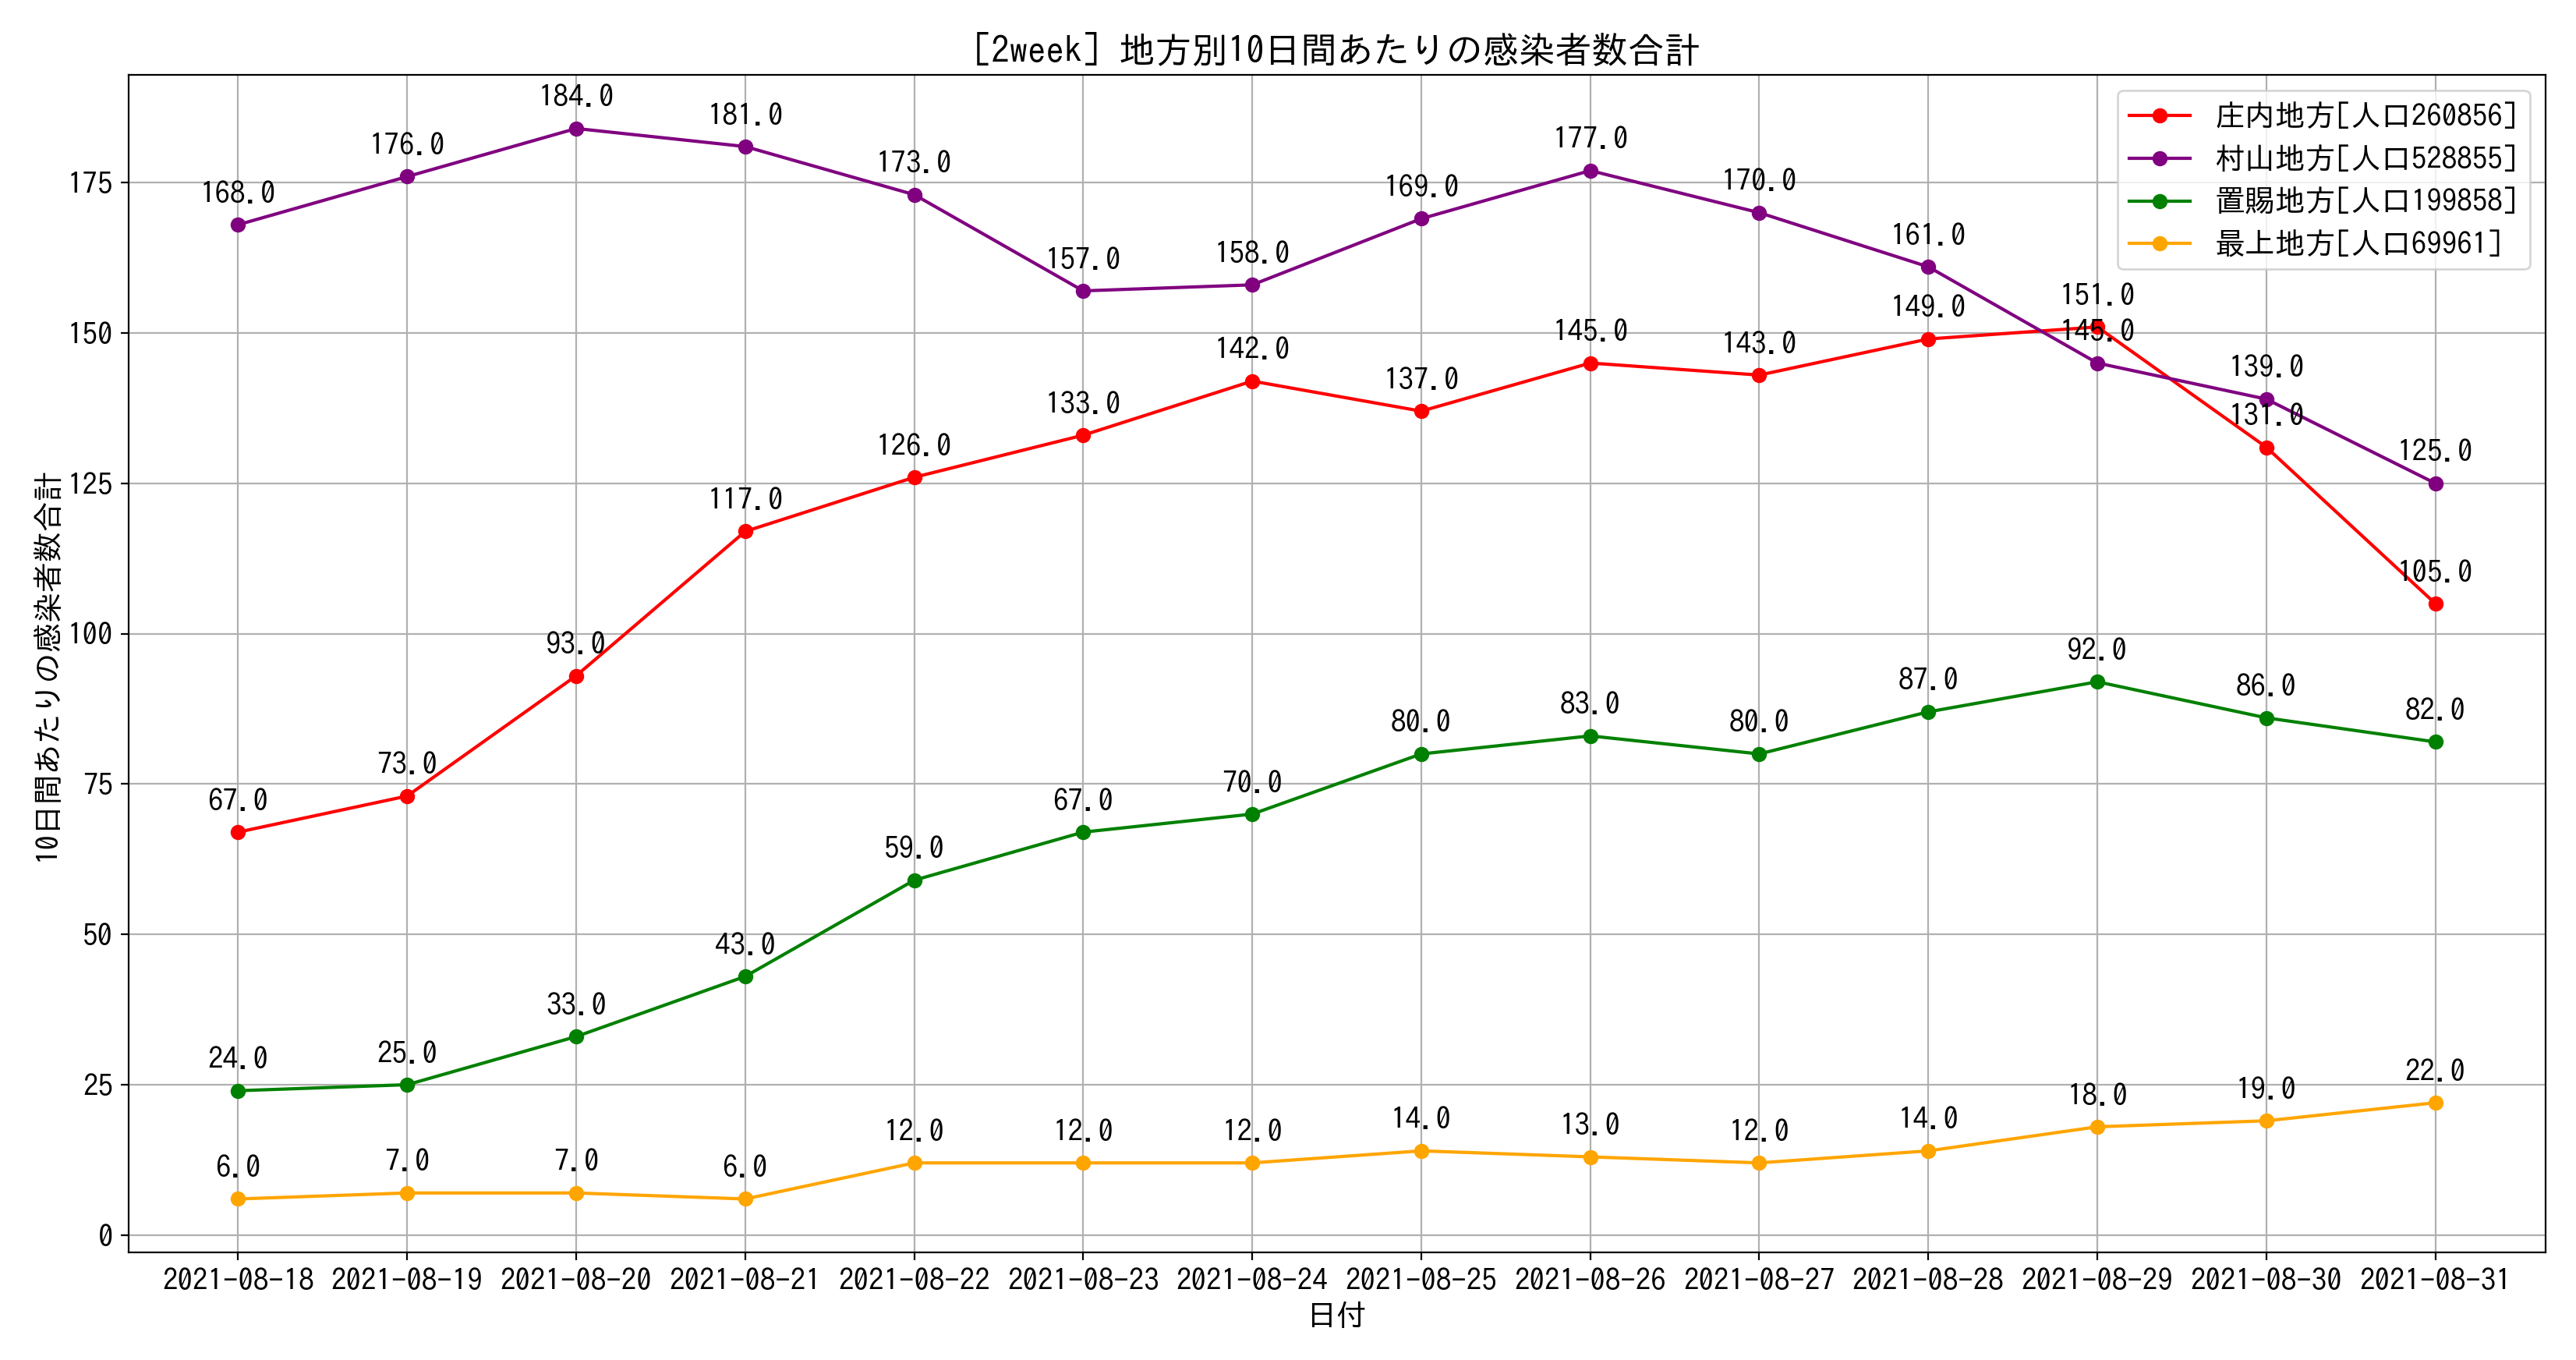 [2week] 地方別10日間あたりの感染者数合計
庄内地方[人口260856]
村山地方[人口528855]
置賜地方[人口199858]
最上地方[人口69961]
10日間あたりの感染者数合計
175
150
125
100
75
50
25
0
168.0 176.0 184.0 181.0 173.0 157.0 158.0 169.0 177.0 170.0 161.0 145.0 139.0 125.0
67.0 73.0 93.0 117.0 126.0 133.0 142.0 137.0 145.0 143.0 149.0 151.0 131.0 105.0
24.0 25.0 33.0 43.0 59.0 67.0 70.0 80.0 83.0 80.0 87.0 92.0 86.0 82.0
6.0 7.0 7.0 6.0 12.0 12.0 12.0 14.0 13.0 12.0 14.0 18.0 19.0 22.0
2021-08-18 2021-08-19 2021-08-20 2021-08-21 2021-08-22 2021-08-23 2021-08-24 2021-08-25 2021-08-26 2021-08-27 2021-08-28 2021-08-29 2021-08-30 2021-08-31
日付